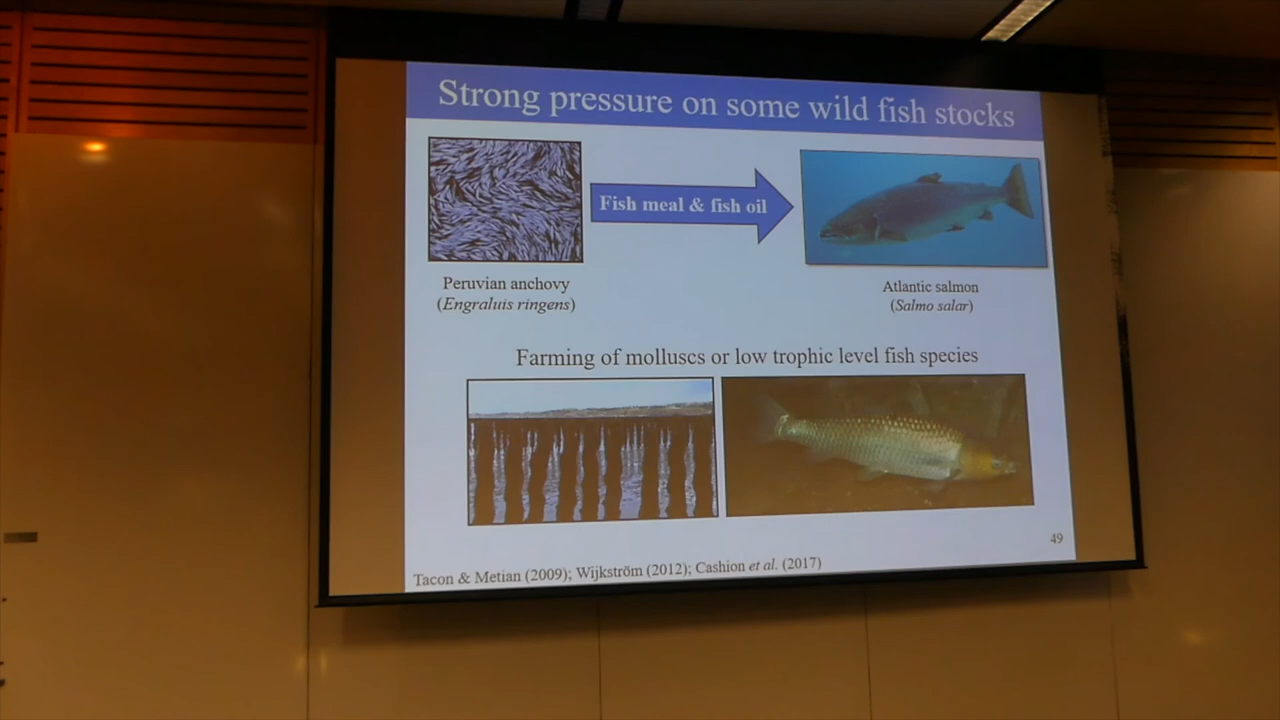 Strong pressure on some wild fish stocks
Fish meal & fish oil
Peruvian anchovy
(Engraluis ringens)
Atlantic salmon
(Salmo salar)
Farming of molluscs or low trophic level fish species
49
Tacon & Metian (2009); Wijkström (2012); Cashion et al. (2017)